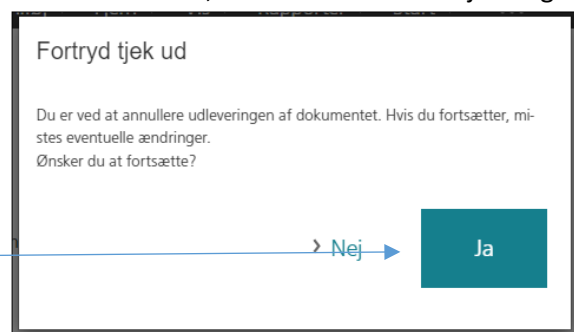 Fortryd tjek ud
Du er ved at annullere udleveringen af dokumentet. Hvis du fortsætter, mi-
stes eventuelle ændringer.
Ønsker du at fortsætte?
› Nej
Ja